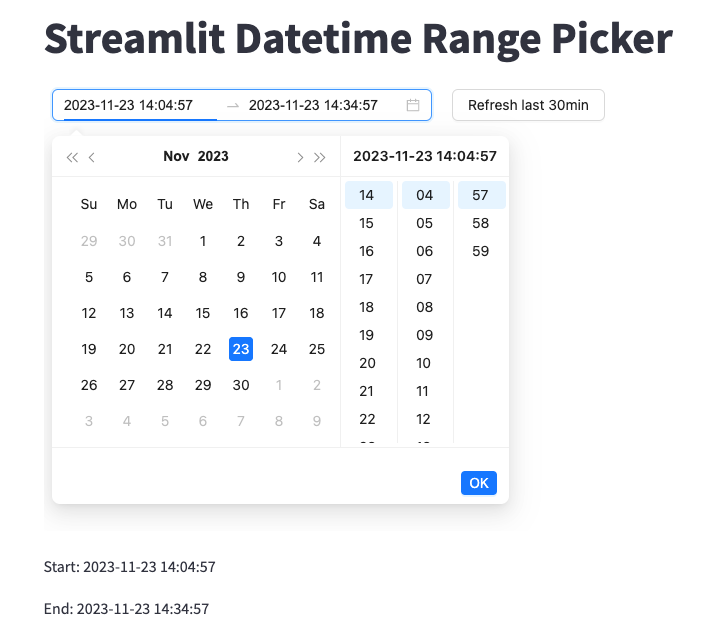 Streamlit Datetime Range Picker
2023-11-23 14:04:57 → 2023-11-23 14:34:57 Refresh last 30min
Nov 2023 2023-11-23 14:04:57
Su Mo Tu We Th Fr Sa 14 04 57
29 30 31 1 2 3 4 15 05 58
16 06 59
5 6 7 8 9 10 11 17 07
12 13 14 15 16 17 18 18 08
19 20 21 22 23 24 25 19 09
20 10
26 27 28 29 30 1 2 21 11
3 4 5 6 7 8 9 22 12
OK
Start: 2023-11-23 14:04:57
End: 2023-11-23 14:34:57